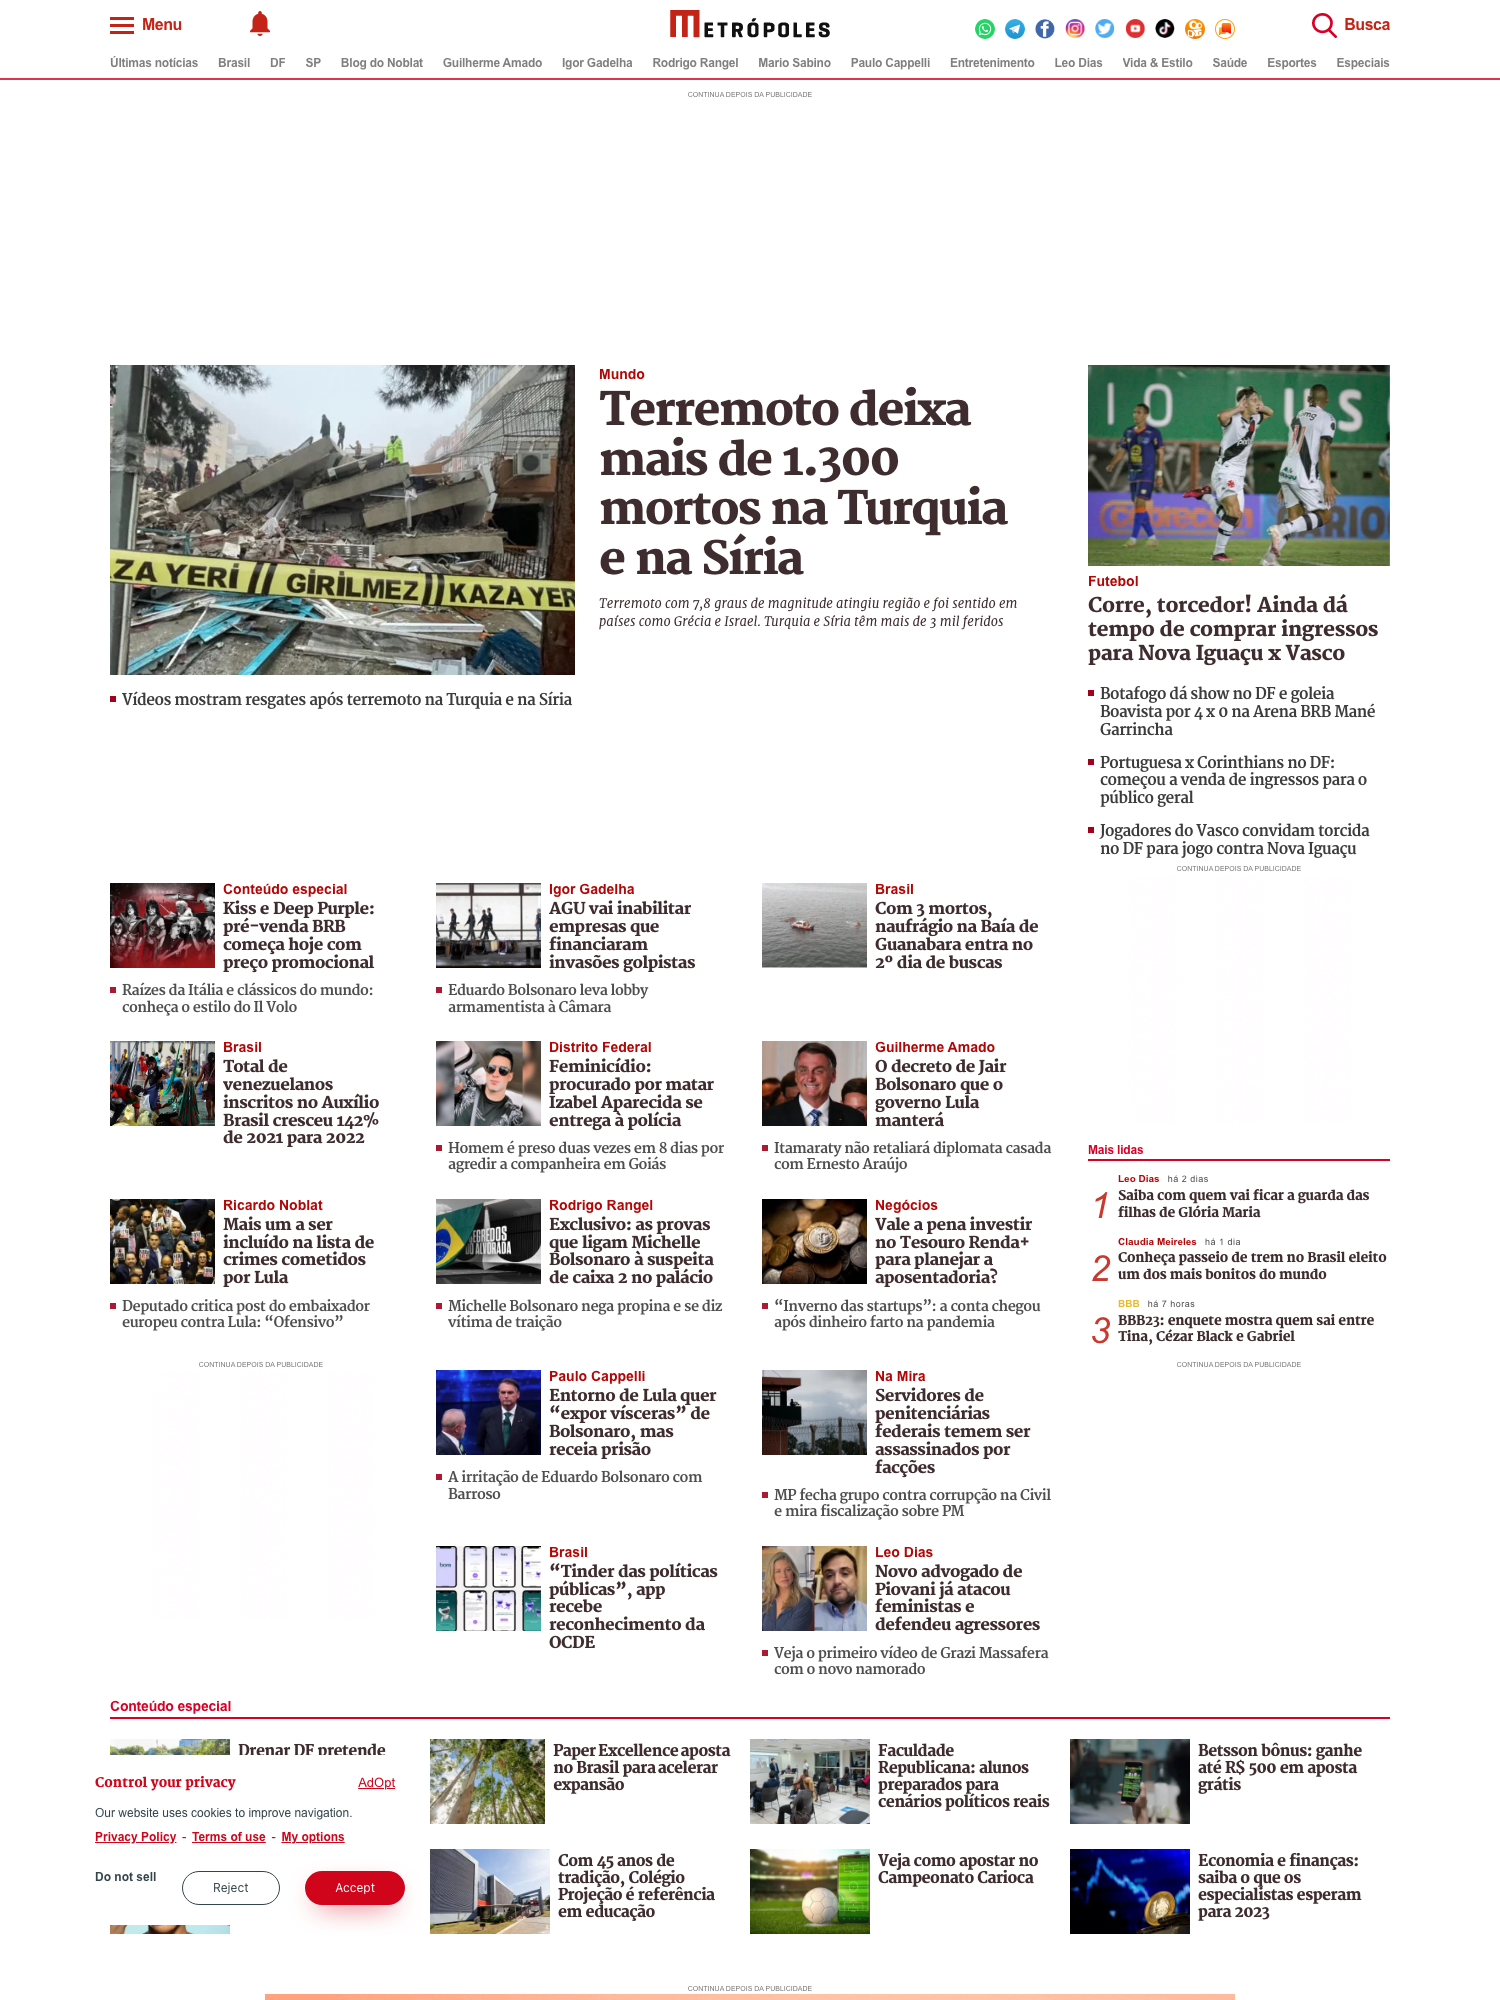 Menu
METRÓPOLES
Busca
Últimas notícias Brasil DF SP Blog do Noblat Guilherme Amado Igor Gadelha Rodrigo Rangel Mario Sabino Paulo Cappelli Entretenimento Leo Dias Vida & Estilo Saúde Esportes Especiais
CONTINUA DEPOIS DA PUBLICIDADE
ZA YERİ // GİRİLMEZ // KAZA YER
Vídeos mostram resgates após terremoto na Turquia e na Síria
Mundo
Terremoto deixa
mais de 1.300
mortos na Turquia
e na Síria
Terremoto com 7,8 graus de magnitude atingiu região e foi sentido em
países como Grécia e Israel. Turquia e Síria têm mais de 3 mil feridos
Futebol
Corre, torcedor! Ainda dá
tempo de comprar ingressos
para Nova Iguaçu x Vasco
Botafogo dá show no DF e goleia
Boavista por 4 x 0 na Arena BRB Mané
Garrincha
Portuguesa x Corinthians no DF:
começou a venda de ingressos para o
público geral
Jogadores do Vasco convidam torcida
no DF para jogo contra Nova Iguaçu
CONTINUA DEPOIS DA PUBLICIDADE
Conteúdo especial
Kiss e Deep Purple:
pré-venda BRB
começa hoje com
preço promocional
Raízes da Itália e clássicos do mundo:
conheça o estilo do Il Volo
Igor Gadelha
AGU vai inabilitar
empresas que
financiaram
invasões golpistas
Eduardo Bolsonaro leva lobby
armamentista à Câmara
Brasil
Com 3 mortos,
naufrágio na Baía de
Guanabara entra no
2º dia de buscas
Brasil
Total de
venezuelanos
inscritos no Auxílio
Brasil cresceu 142%
de 2021 para 2022
Distrito Federal
Feminicídio:
procurado por matar
Izabel Aparecida se
entrega à polícia
Homem é preso duas vezes em 8 dias por
agredir a companheira em Goiás
Guilherme Amado
O decreto de Jair
Bolsonaro que o
governo Lula
manterá
Itamaraty não retaliará diplomata casada
com Ernesto Araújo
Ricardo Noblat
Mais um a ser
incluído na lista de
crimes cometidos
por Lula
Deputado critica post do embaixador
europeu contra Lula: “Ofensivo”
Rodrigo Rangel
Exclusivo: as provas
que ligam Michelle
Bolsonaro à suspeita
de caixa 2 no palácio
SEGREDOS
DO ALVORADA
Michelle Bolsonaro nega propina e se diz
vítima de traição
Negócios
Vale a pena investir
no Tesouro Renda+
para planejar a
aposentadoria?
“Inverno das startups”: a conta chegou
após dinheiro farto na pandemia
Mais lidas
1
Leo Dias há 2 dias
Saiba com quem vai ficar a guarda das
filhas de Glória Maria
2
Claudia Meireles há 1 dia
Conheça passeio de trem no Brasil eleito
um dos mais bonitos do mundo
3
BBB há 7 horas
BBB23: enquete mostra quem sai entre
Tina, Cézar Black e Gabriel
CONTINUA DEPOIS DA PUBLICIDADE
CONTINUA DEPOIS DA PUBLICIDADE
Paulo Cappelli
Entorno de Lula quer
“expor vísceras” de
Bolsonaro, mas
receia prisão
A irritação de Eduardo Bolsonaro com
Barroso
Na Mira
Servidores de
penitenciárias
federais temem ser
assassinados por
facções
MP fecha grupo contra corrupção na Civil
e mira fiscalização sobre PM
Brasil
“Tinder das políticas
públicas”, app
recebe
reconhecimento da
OCDE
Leo Dias
Novo advogado de
Piovani já atacou
feministas e
defendeu agressores
Veja o primeiro vídeo de Grazi Massafera
com o novo namorado
Conteúdo especial
Drenar DF pretende
Paper Excellence aposta
no Brasil para acelerar
expansão
Faculdade
Republicana: alunos
preparados para
cenários políticos reais
Betsson bônus: ganhe
até R$ 500 em aposta
grátis
Com 45 anos de
tradição, Colégio
Projeção é referência
em educação
Veja como apostar no
Campeonato Carioca
Economia e finanças:
saiba o que os
especialistas esperam
para 2023
Control your privacy
AdOpt
Our website uses cookies to improve navigation.
Privacy Policy - Terms of use - My options
Do not sell
Reject
Accept
CONTINUA DEPOIS DA PUBLICIDADE